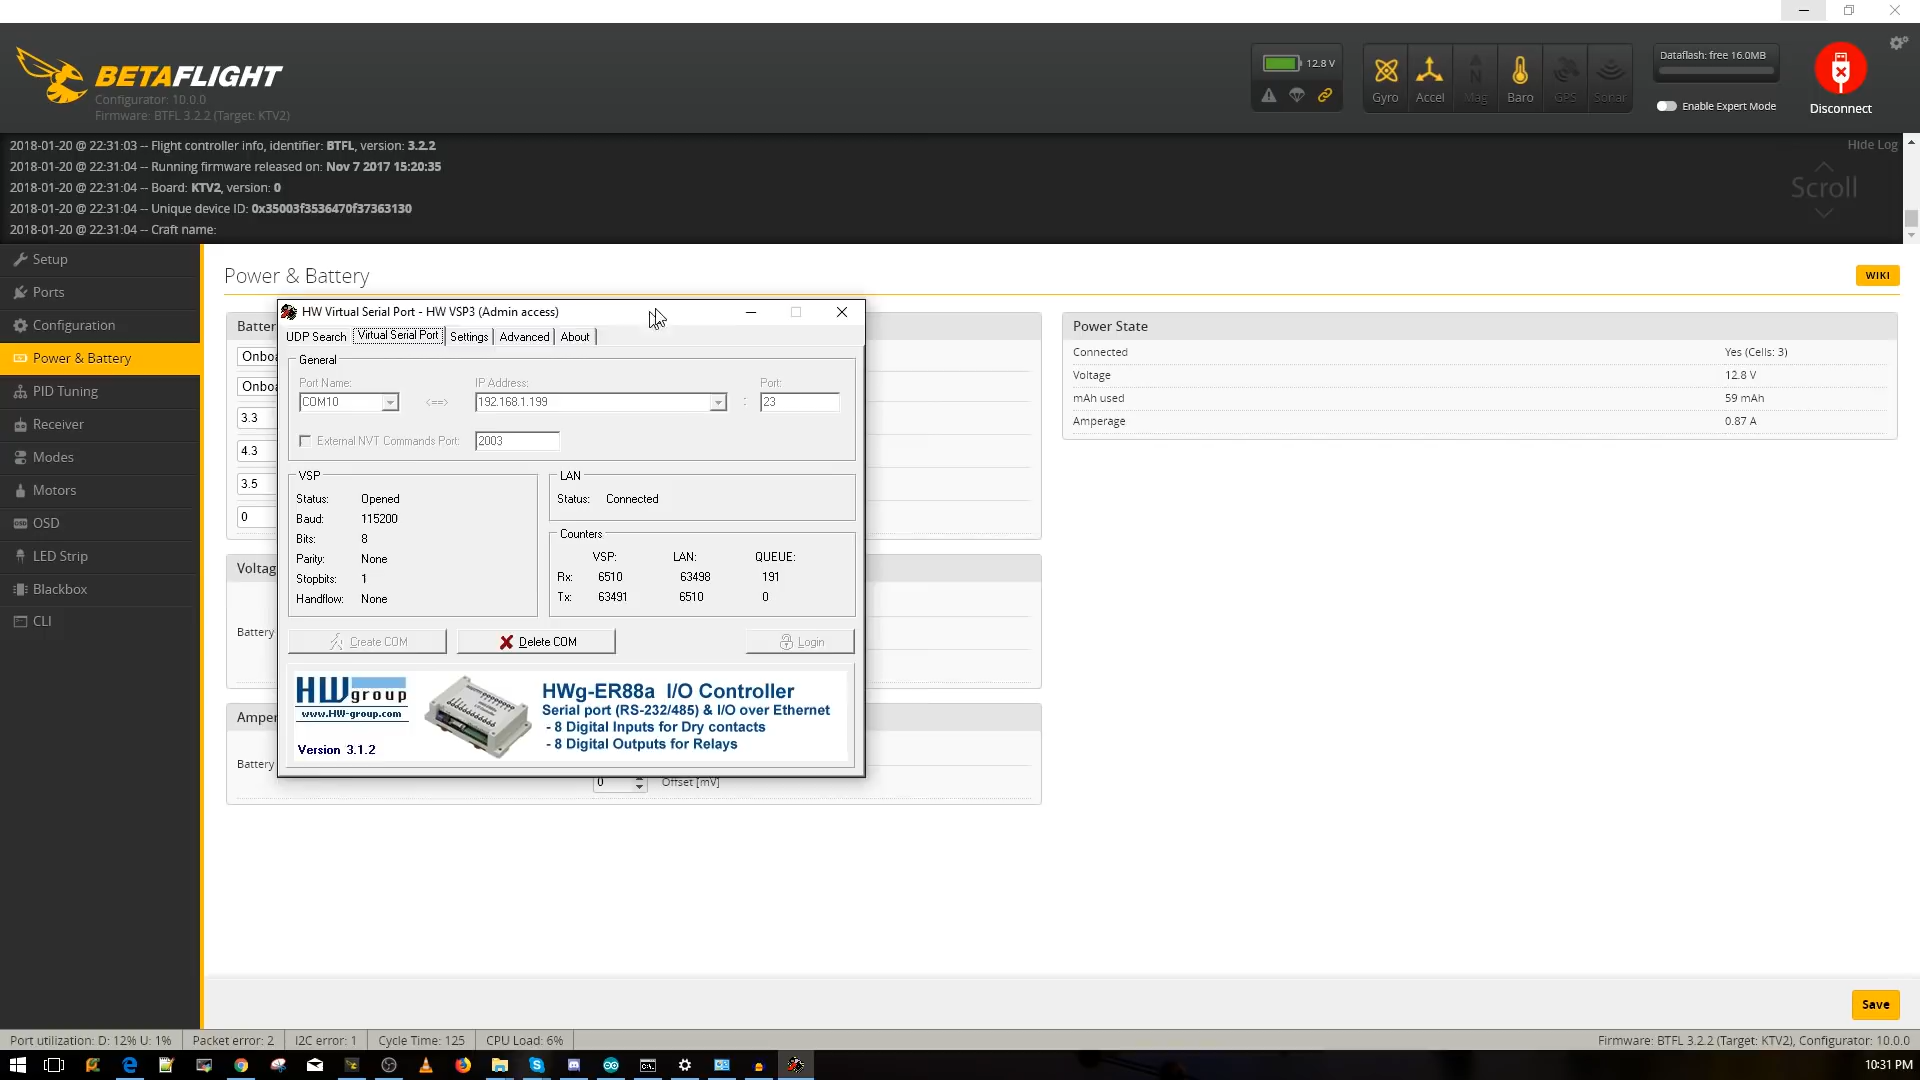 BETAFLIGHT
Configurator: 10.0.0
Firmware: BTFL 3.2.2 (Target: KTV2)
12.8 V
Gyro
Accel
Mag
Baro
GPS
Sonar
Dataflash: free 16.0MB
Enable Expert Mode
Disconnect
2018-01-20 @ 22:31:03 -- Flight controller info, identifier: BTFL, version: 3.2.2
2018-01-20 @ 22:31:04 -- Running firmware released on: Nov 7 2017 15:20:35
2018-01-20 @ 22:31:04 -- Board: KTV2, version: 0
2018-01-20 @ 22:31:04 -- Unique device ID: 0x35003f3536470f37363130
2018-01-20 @ 22:31:04 -- Craft name:
Hide Log
Scroll
Setup
Ports
Configuration
Power & Battery
PID Tuning
Receiver
Modes
Motors
OSD
LED Strip
Blackbox
CLI
Power & Battery
WIKI
Batter
Onboa
Onboa
3.3
4.3
3.5
0
Voltag
Battery
Amper
Battery
0 Offset [mV]
HW Virtual Serial Port - HW VSP3 (Admin access)
UDP Search Virtual Serial Port Settings Advanced About
General
Port Name: IP Address: Port:
COM10 <==> 192.168.1.199 : 23
External NVT Commands Port: 2003
VSP
Status: Opened
Baud: 115200
Bits: 8
Parity: None
Stopbits: 1
Handflow: None
LAN
Status: Connected
Counters
VSP: LAN: QUEUE:
Rx: 6510 63498 191
Tx: 63491 6510 0
Create COM
Delete COM
Login
HWgroup
www.HW-group.com
Version 3.1.2
HWg-ER88a I/O Controller
Serial port (RS-232/485) & I/O over Ethernet
- 8 Digital Inputs for Dry contacts
- 8 Digital Outputs for Relays
Power State
Connected Yes (Cells: 3)
Voltage 12.8 V
mAh used 59 mAh
Amperage 0.87 A
Save
Port utilization: D: 12% U: 1% Packet error: 2 I2C error: 1 Cycle Time: 125 CPU Load: 6%
Firmware: BTFL 3.2.2 (Target: KTV2), Configurator: 10.0.0
10:31 PM